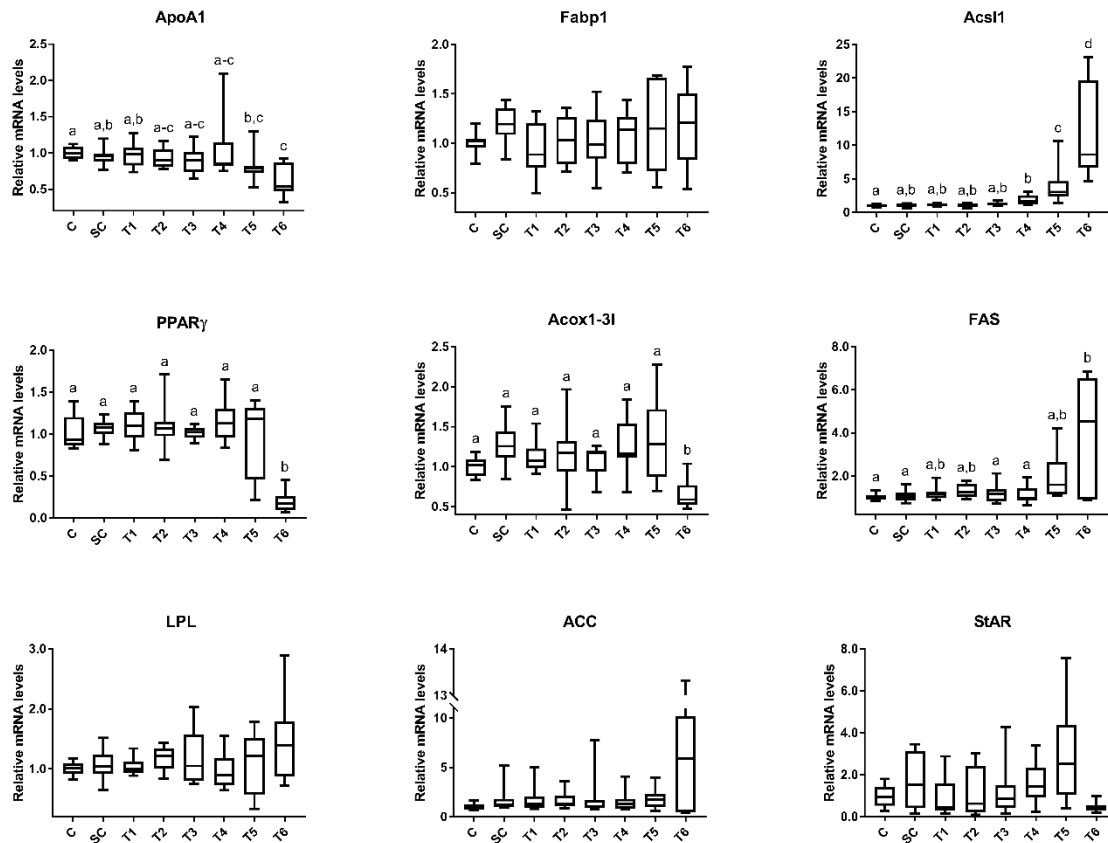 ApoA1
Relative mRNA levels
2.5
2.0
1.5
1.0
0.5
a
a,b
a,b
a-c
a-c
a-c
b,c
c
C
SC
T1
T2
T3
T4
T5
T6
Fabp1
Relative mRNA levels
2.0
1.5
1.0
0.5
0.0
C
SC
T1
T2
T3
T4
T5
T6
Acsl1
Relative mRNA levels
25
20
15
10
5
0
a
a,b
a,b
a,b
a,b
b
c
d
C
SC
T1
T2
T3
T4
T5
T6
PPARγ
Relative mRNA levels
2.0
1.5
1.0
0.5
0.0
a
a
a
a
a
a
a
b
C
SC
T1
T2
T3
T4
T5
T6
Acox1-3I
Relative mRNA levels
2.5
2.0
1.5
1.0
0.5
a
a
a
a
a
a
a
b
C
SC
T1
T2
T3
T4
T5
T6
FAS
Relative mRNA levels
8.0
6.0
4.0
2.0
a
a
a,b
a,b
a
a
a,b
b
C
SC
T1
T2
T3
T4
T5
T6
LPL
Relative mRNA levels
3.0
2.0
1.0
C
SC
T1
T2
T3
T4
T5
T6
ACC
Relative mRNA levels
14
13
10
5
0
C
SC
T1
T2
T3
T4
T5
T6
StAR
Relative mRNA levels
8.0
6.0
4.0
2.0
0.0
C
SC
T1
T2
T3
T4
T5
T6